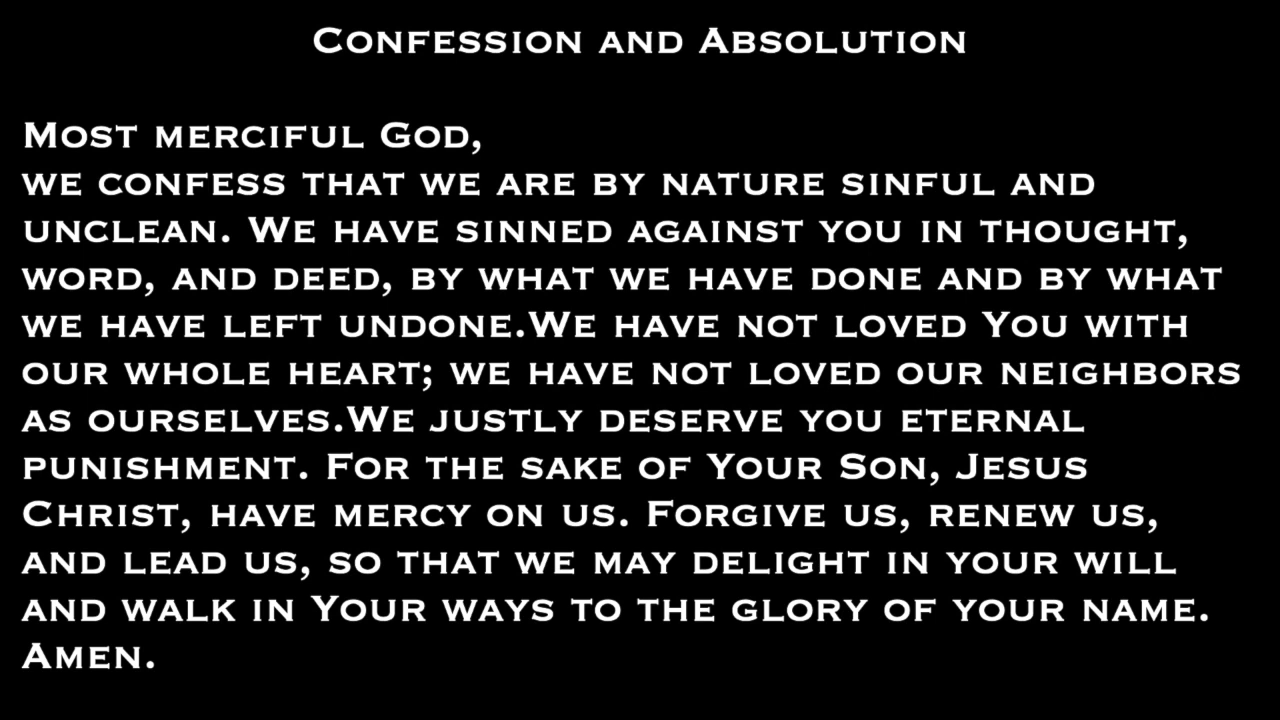 Confession and Absolution
Most merciful God,
we confess that we are by nature sinful and
unclean. We have sinned against you in thought,
word, and deed, by what we have done and by what
we have left undone.We have not loved You with
our whole heart; we have not loved our neighbors
as ourselves.We justly deserve you eternal
punishment. For the sake of Your Son, Jesus
Christ, have mercy on us. Forgive us, renew us,
and lead us, so that we may delight in your will
and walk in Your ways to the glory of your name.
Amen.